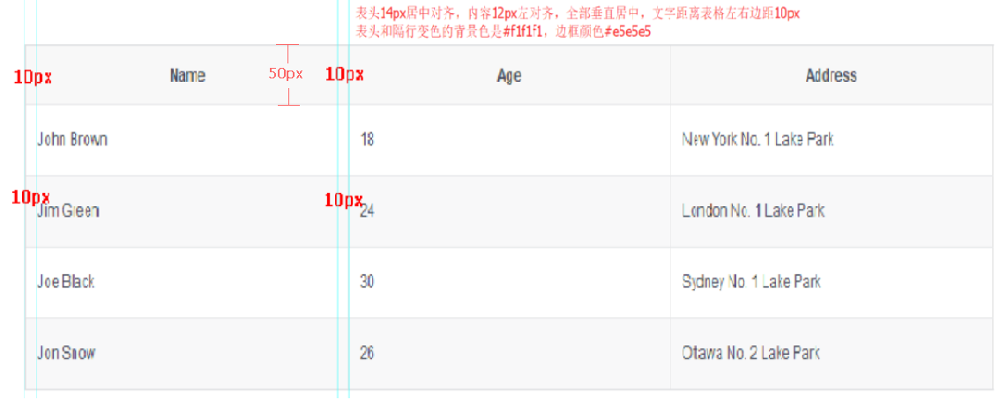 表头14px居中对齐，内容12px左对齐，全部垂直居中，文字距离表格左右边距10px
表头和隔行变色的背景色是#f1f1f1，边框颜色#e5e5e5
10px Name 50px 10px Age Address
John Brown 18 New York No. 1 Lake Park
10px Jim Green 10px 24 London No. 1 Lake Park
Joe Black 30 Sydney No. 1 Lake Park
Jon Snow 26 Otawa No. 2 Lake Park